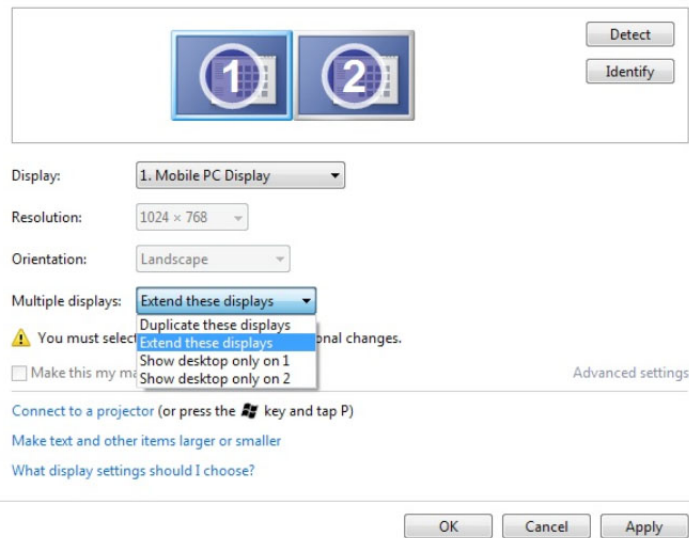 1
2
Detect
Identify
Display: 1. Mobile PC Display
Resolution: 1024 × 768
Orientation: Landscape
Multiple displays: Extend these displays
Duplicate these displays
You must selec onal changes.
Extend these displays
Show desktop only on 1
Make this my ma Advanced settings
Show desktop only on 2
Connect to a projector (or press the key and tap P)
Make text and other items larger or smaller
What display settings should I choose?
OK Cancel Apply